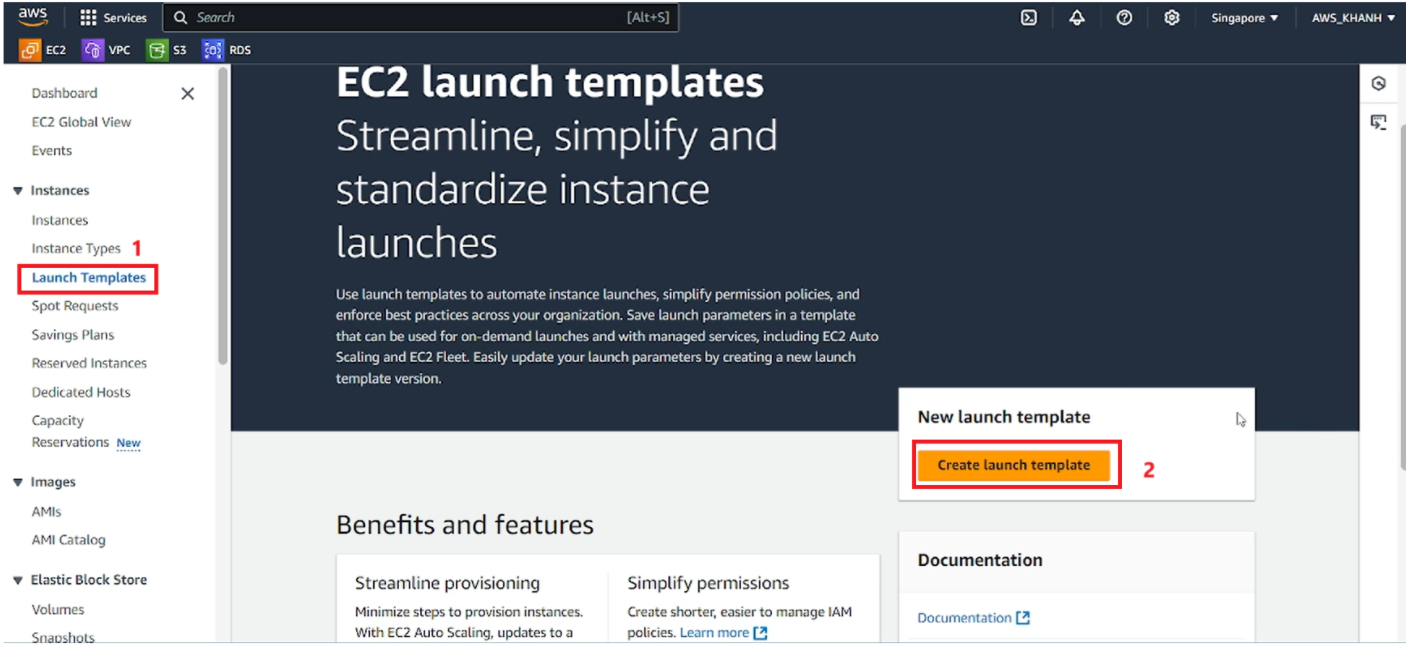 aws
Services
Search
[Alt+S]
Singapore
AWS_KHANH
EC2
VPC
S3
RDS
Dashboard
EC2 Global View
Events
Instances
Instances
Instance Types
1
Launch Templates
Spot Requests
Savings Plans
Reserved Instances
Dedicated Hosts
Capacity
Reservations New
Images
AMIs
AMI Catalog
Elastic Block Store
Volumes
Snapshots
EC2 launch templates
Streamline, simplify and
standardize instance
launches
Use launch templates to automate instance launches, simplify permission policies, and
enforce best practices across your organization. Save launch parameters in a template
that can be used for on-demand launches and with managed services, including EC2 Auto
Scaling and EC2 Fleet. Easily update your launch parameters by creating a new launch
template version.
New launch template
Create launch template
2
Benefits and features
Streamline provisioning
Minimize steps to provision instances.
With EC2 Auto Scaling, updates to a
Simplify permissions
Create shorter, easier to manage IAM
policies. Learn more
Documentation
Documentation